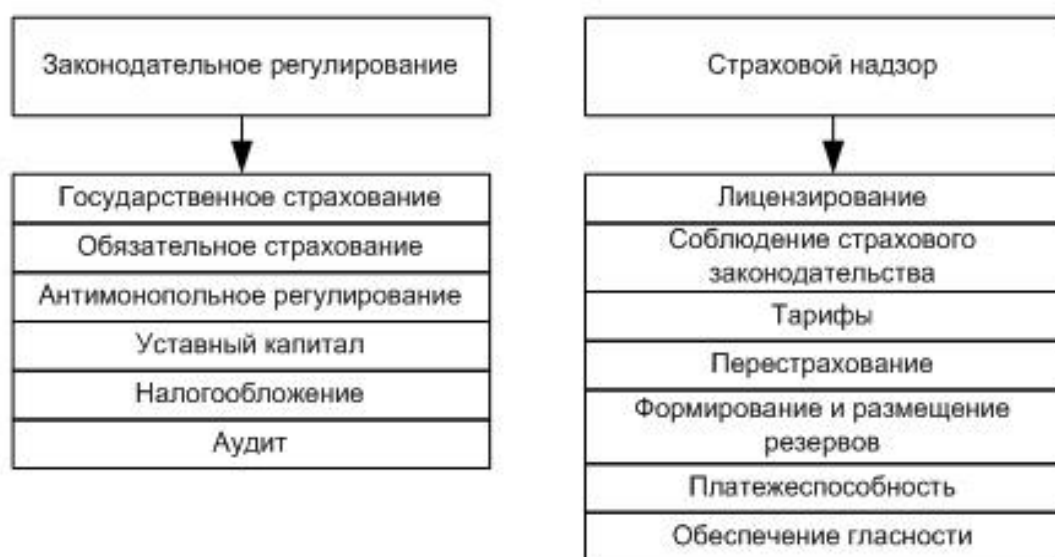 Законодательное регулирование
Государственное страхование
Обязательное страхование
Антимонопольное регулирование
Уставный капитал
Налогообложение
Аудит
Страховой надзор
Лицензирование
Соблюдение страхового
законодательства
Тарифы
Перестрахование
Формирование и размещение
резервов
Платежеспособность
Обеспечение гласности